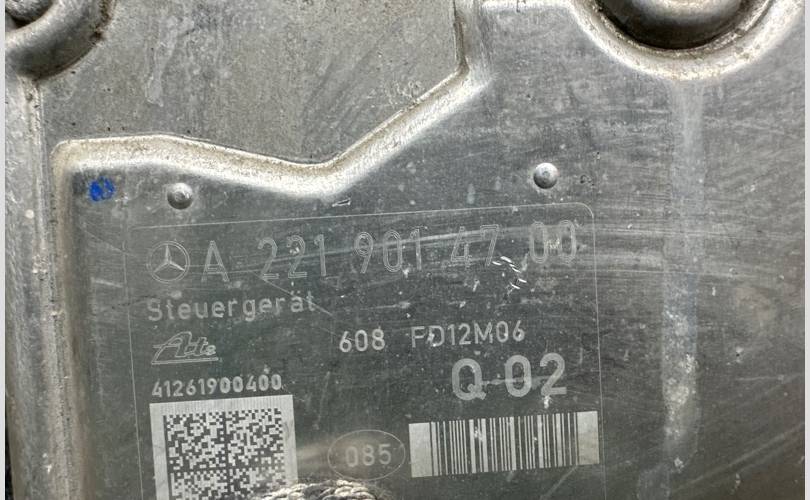 A 221 901 47 00
Steuergerät
608 FD12M06
Ate
Q 02
41261900400
085